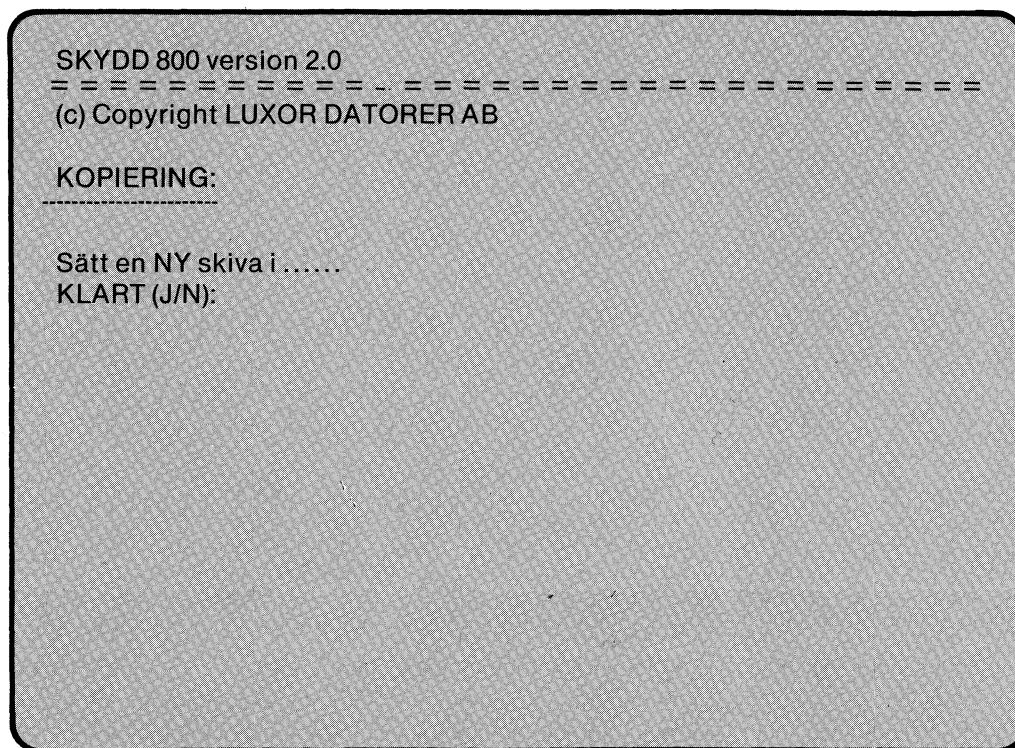 SKYDD 800 version 2.0
= = = = = = = = = = = = = = = = = = = = = = = = = = = = = = =
(c) Copyright LUXOR DATORER AB
KOPIERING:
------------------------
Sätt en NY skiva i ......
KLART (J/N):